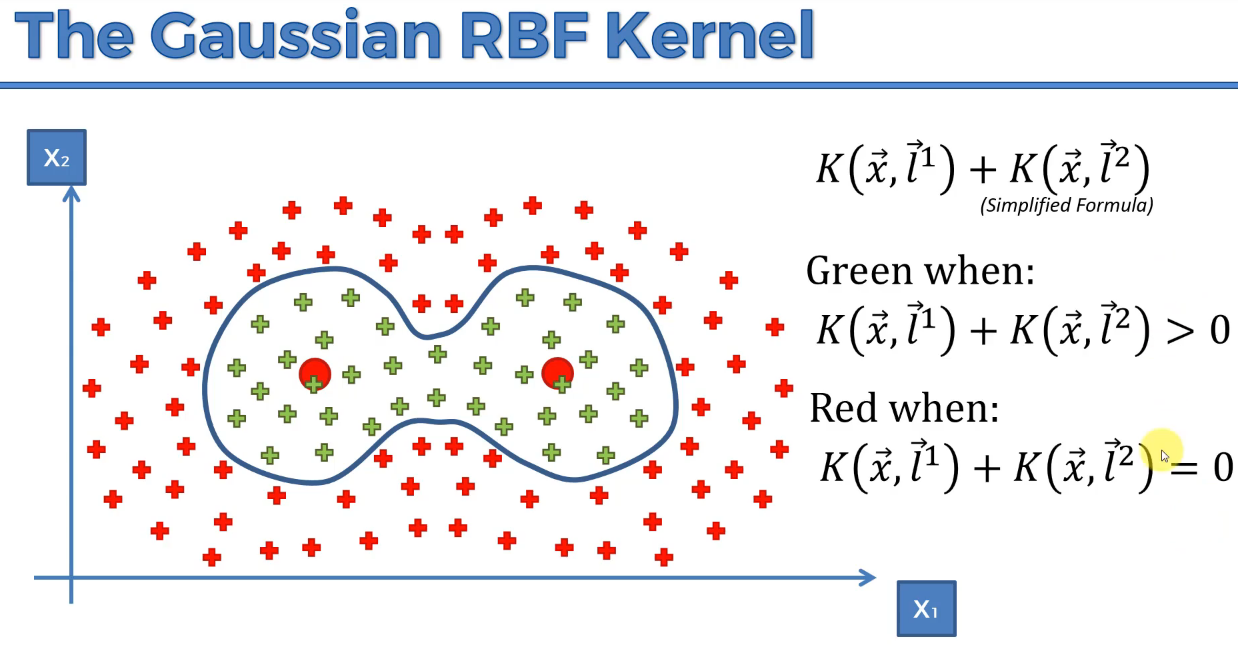 The Gaussian RBF Kernel
X₂
K(x⃗, l⃗¹) + K(x⃗, l⃗²)
(Simplified Formula)
Green when:
K(x⃗, l⃗¹) + K(x⃗, l⃗²) > 0
Red when:
K(x⃗, l⃗¹) + K(x⃗, l⃗²) = 0
X₁